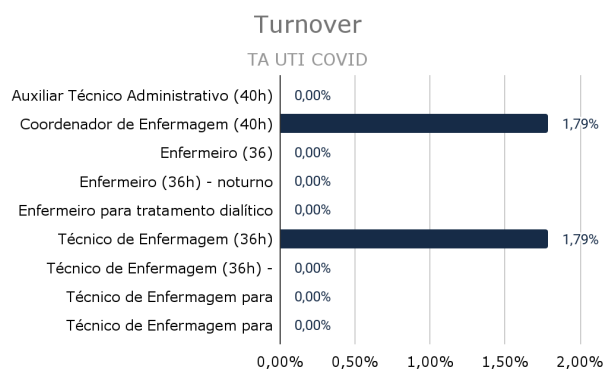 Turnover
TA UTI COVID
Auxiliar Técnico Administrativo (40h) 0,00%
Coordenador de Enfermagem (40h) 1,79%
Enfermeiro (36) 0,00%
Enfermeiro (36h) - noturno 0,00%
Enfermeiro para tratamento dialítico 0,00%
Técnico de Enfermagem (36h) 1,79%
Técnico de Enfermagem (36h) - 0,00%
Técnico de Enfermagem para 0,00%
Técnico de Enfermagem para 0,00%
0,00% 0,50% 1,00% 1,50% 2,00%